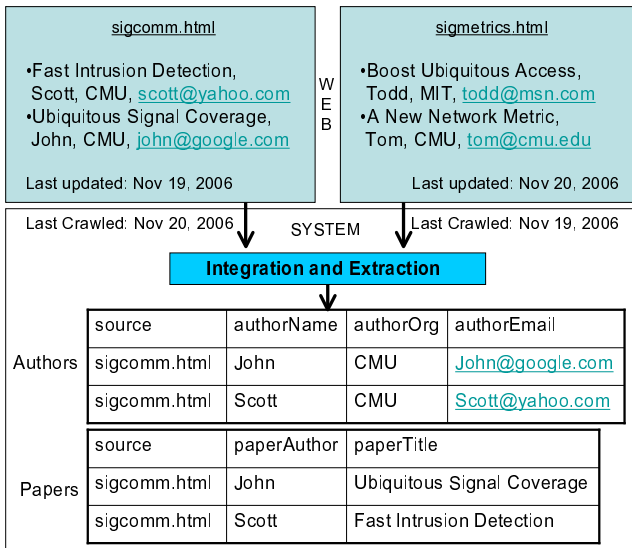 sigcomm.html
•Fast Intrusion Detection,
Scott, CMU, scott@yahoo.com
•Ubiquitous Signal Coverage,
John, CMU, john@google.com
Last updated: Nov 19, 2006
W
E
B
sigmetrics.html
•Boost Ubiquitous Access,
Todd, MIT, todd@msn.com
•A New Network Metric,
Tom, CMU, tom@cmu.edu
Last updated: Nov 20, 2006
Last Crawled: Nov 20, 2006
SYSTEM
Last Crawled: Nov 19, 2006
Integration and Extraction
Authors
source authorName authorOrg authorEmail
sigcomm.html John CMU John@google.com
sigcomm.html Scott CMU Scott@yahoo.com
Papers
source paperAuthor paperTitle
sigcomm.html John Ubiquitous Signal Coverage
sigcomm.html Scott Fast Intrusion Detection